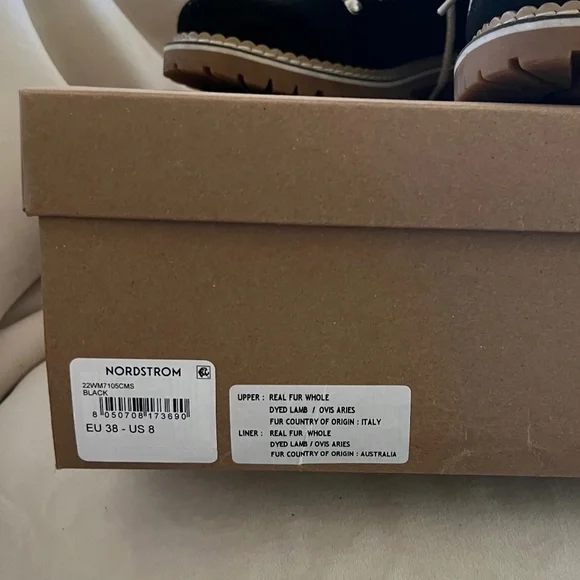 NORDSTROM
22WM7105CMS
BLACK
8 050708 173690
EU 38 - US 8
UPPER : REAL FUR WHOLE
DYED LAMB / OVIS ARIES
FUR COUNTRY OF ORIGIN : ITALY
LINER : REAL FUR WHOLE
DYED LAMB / OVIS ARIES
FUR COUNTRY OF ORIGIN : AUSTRALIA